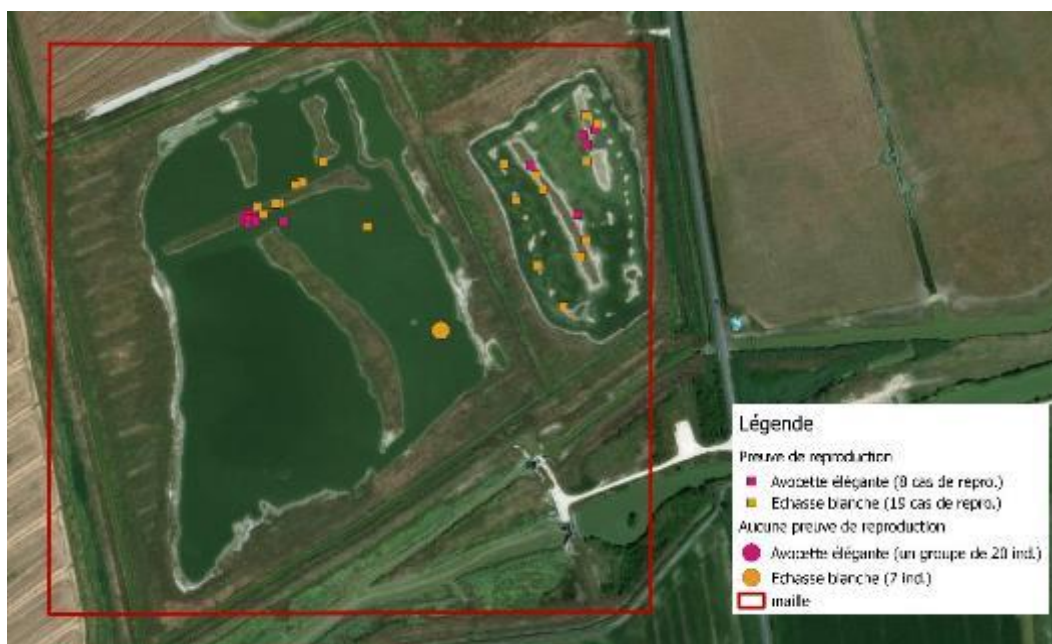 Légende
Preuve de reproduction
Avocette élégante (8 cas de repro.)
Echasse blanche (19 cas de repro.)
Aucune preuve de reproduction
Avocette élégante (un groupe de 20 ind.)
Echasse blanche (7 ind.)
maille